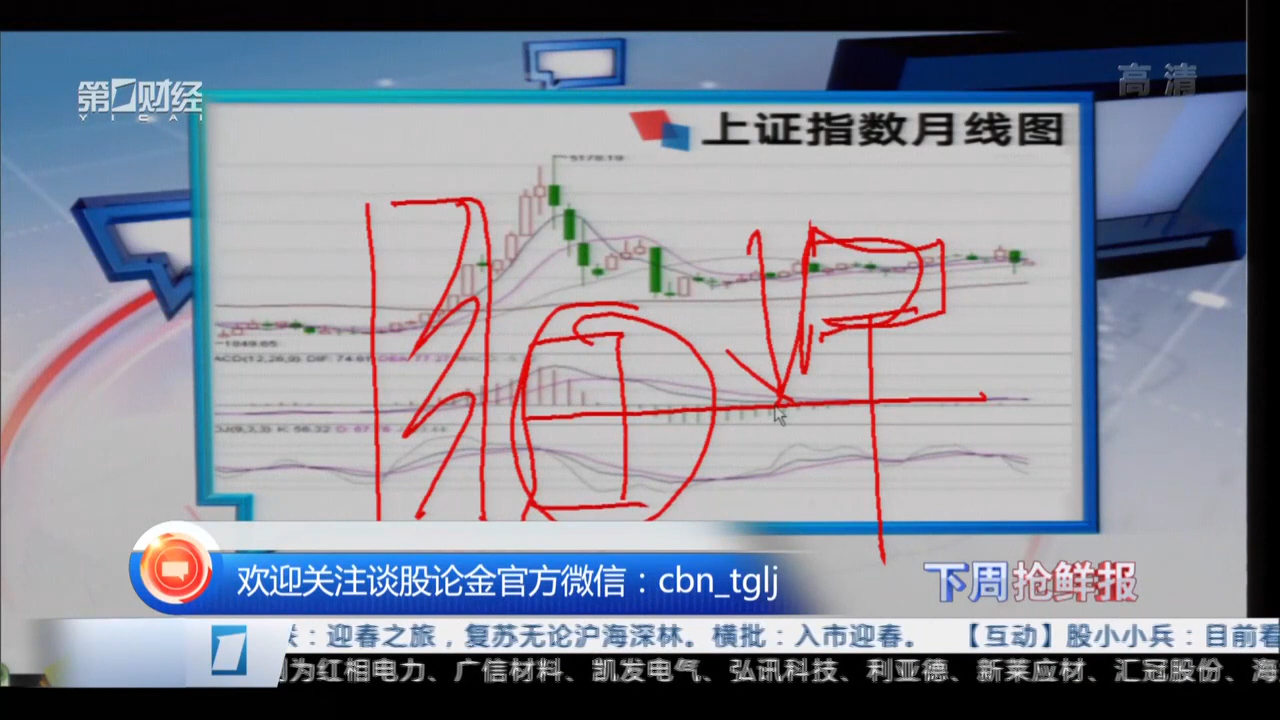 第一财经
YICAI
高清
上证指数月线图
5178.19
1849.65
欢迎关注谈股论金官方微信：cbn_tglj
下周抢鲜报
：迎春之旅，复苏无论沪海深林。横批：入市迎春。 【互动】股小小兵：目前看
为红相电力、广信材料、凯发电气、弘讯科技、利亚德、新莱应材、汇冠股份、海